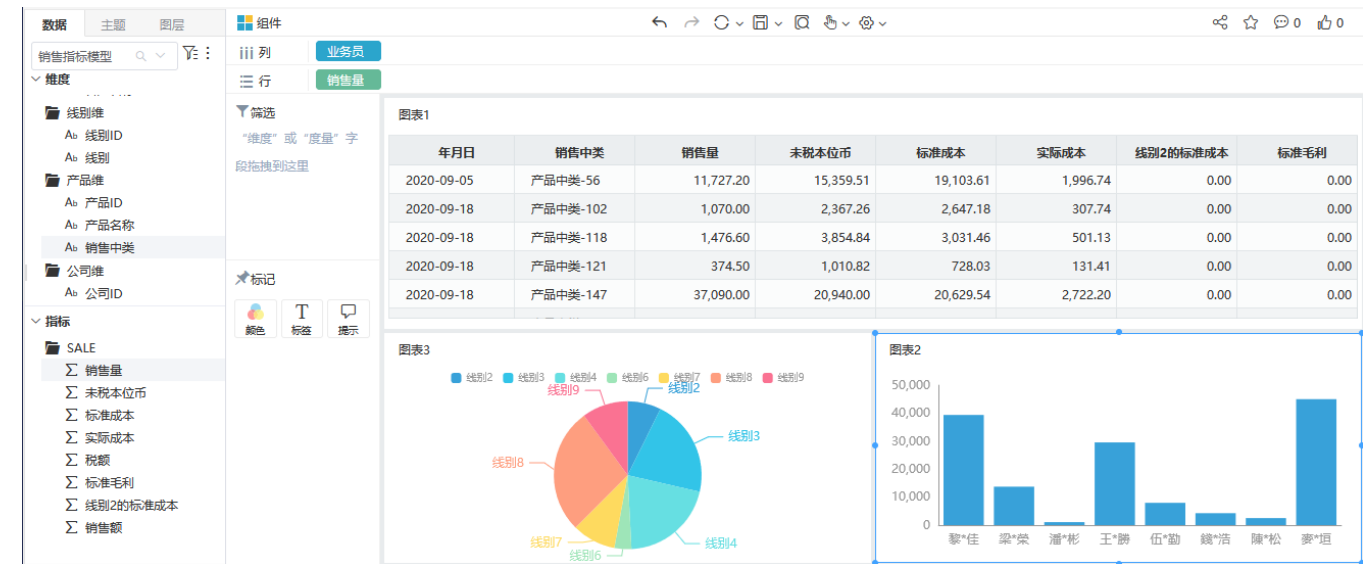 数据 主题 图层
组件
0 0
销售指标模型
列 业务员
行 销售量
维度
线别维
Ab 线别ID
Ab 线别
产品维
Ab 产品ID
Ab 产品名称
Ab 销售中类
公司维
Ab 公司ID
指标
SALE
∑ 销售量
∑ 未税本位币
∑ 标准成本
∑ 实际成本
∑ 税额
∑ 标准毛利
∑ 线别2的标准成本
∑ 销售额
筛选
“维度”或“度量”字
段拖拽到这里
标记
颜色 标签 提示
图表1
年月日 销售中类 销售量 未税本位币 标准成本 实际成本 线别2的标准成本 标准毛利
2020-09-05 产品中类-56 11,727.20 15,359.51 19,103.61 1,996.74 0.00 0.00
2020-09-18 产品中类-102 1,070.00 2,367.26 2,647.18 307.74 0.00 0.00
2020-09-18 产品中类-118 1,476.60 3,854.84 3,031.46 501.13 0.00 0.00
2020-09-18 产品中类-121 374.50 1,010.82 728.03 131.41 0.00 0.00
2020-09-18 产品中类-147 37,090.00 20,940.00 20,629.54 2,722.20 0.00 0.00
图表3
线别2 线别3 线别4 线别6 线别7 线别8 线别9
线别9 线别2
线别3
线别8
线别7 线别4
线别6
图表2
50,000
40,000
30,000
20,000
10,000
0
黎*佳 梁*荣 潘*彬 王*勝 伍*勤 鏡*浩 陳*松 麥*垣